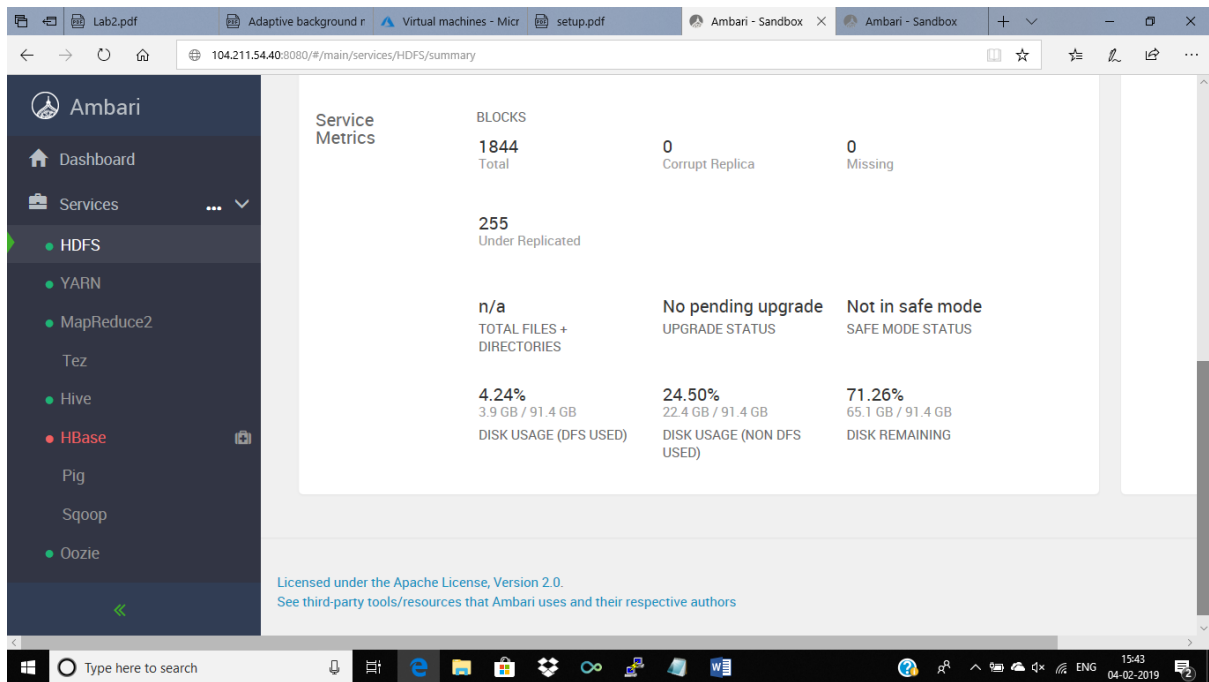 Lab2.pdf
Adaptive background r
Virtual machines - Micr
setup.pdf
Ambari - Sandbox
Ambari - Sandbox
104.211.54.40:8080/#/main/services/HDFS/summary
Ambari
Dashboard
Services
HDFS
YARN
MapReduce2
Tez
Hive
HBase
Pig
Sqoop
Oozie
Service
Metrics
BLOCKS
1844
Total
0
Corrupt Replica
0
Missing
255
Under Replicated
n/a
TOTAL FILES +
DIRECTORIES
No pending upgrade
UPGRADE STATUS
Not in safe mode
SAFE MODE STATUS
4.24%
3.9 GB / 91.4 GB
DISK USAGE (DFS USED)
24.50%
22.4 GB / 91.4 GB
DISK USAGE (NON DFS
USED)
71.26%
65.1 GB / 91.4 GB
DISK REMAINING
Licensed under the Apache License, Version 2.0.
See third-party tools/resources that Ambari uses and their respective authors
Type here to search
ENG
15:43
04-02-2019
2